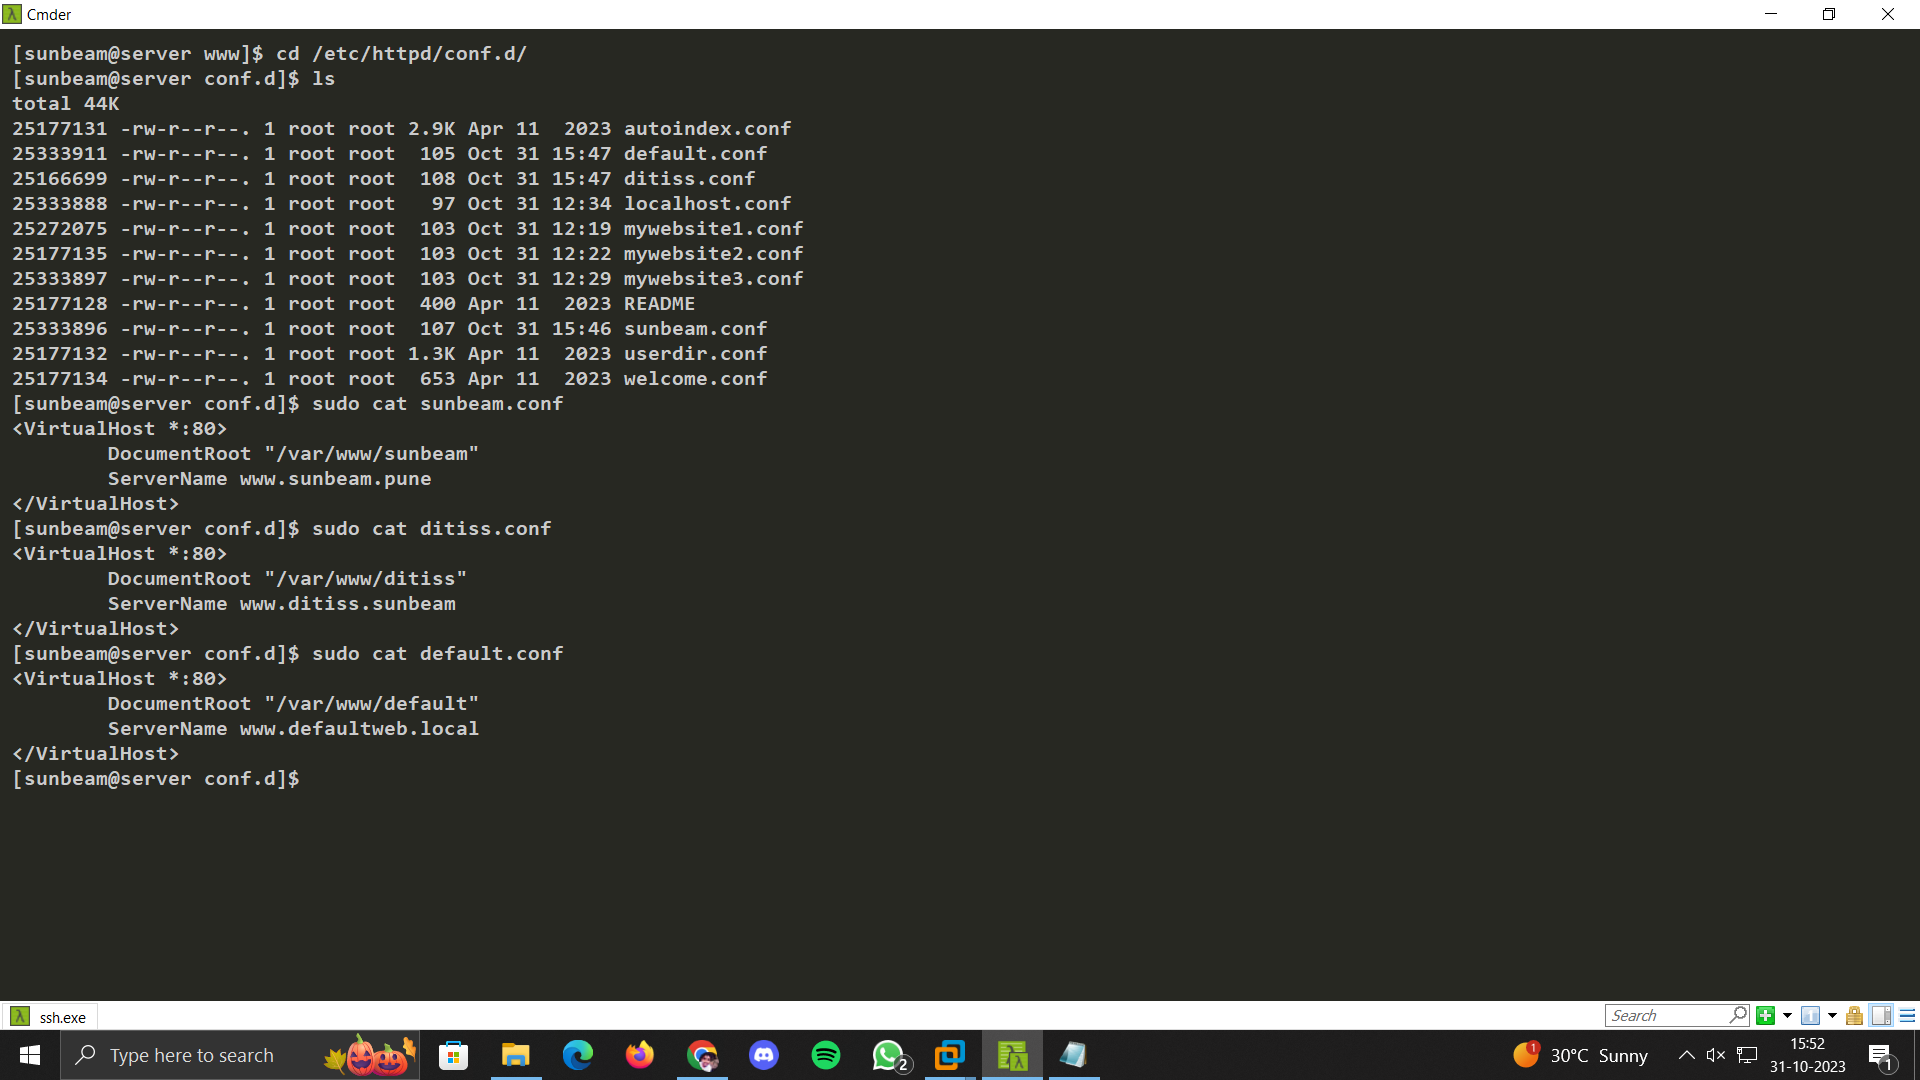 Cmder
[sunbeam@server www]$ cd /etc/httpd/conf.d/
[sunbeam@server conf.d]$ ls
total 44K
25177131 -rw-r--r--. 1 root root 2.9K Apr 11  2023 autoindex.conf
25333911 -rw-r--r--. 1 root root  105 Oct 31 15:47 default.conf
25166699 -rw-r--r--. 1 root root  108 Oct 31 15:47 ditiss.conf
25333888 -rw-r--r--. 1 root root   97 Oct 31 12:34 localhost.conf
25272075 -rw-r--r--. 1 root root  103 Oct 31 12:19 mywebsite1.conf
25177135 -rw-r--r--. 1 root root  103 Oct 31 12:22 mywebsite2.conf
25333897 -rw-r--r--. 1 root root  103 Oct 31 12:29 mywebsite3.conf
25177128 -rw-r--r--. 1 root root  400 Apr 11  2023 README
25333896 -rw-r--r--. 1 root root  107 Oct 31 15:46 sunbeam.conf
25177132 -rw-r--r--. 1 root root 1.3K Apr 11  2023 userdir.conf
25177134 -rw-r--r--. 1 root root  653 Apr 11  2023 welcome.conf
[sunbeam@server conf.d]$ sudo cat sunbeam.conf
<VirtualHost *:80>
        DocumentRoot "/var/www/sunbeam"
        ServerName www.sunbeam.pune
</VirtualHost>
[sunbeam@server conf.d]$ sudo cat ditiss.conf
<VirtualHost *:80>
        DocumentRoot "/var/www/ditiss"
        ServerName www.ditiss.sunbeam
</VirtualHost>
[sunbeam@server conf.d]$ sudo cat default.conf
<VirtualHost *:80>
        DocumentRoot "/var/www/default"
        ServerName www.defaultweb.local
</VirtualHost>
[sunbeam@server conf.d]$
ssh.exe
Search
Type here to search
2
1
30°C Sunny
15:52
31-10-2023
1